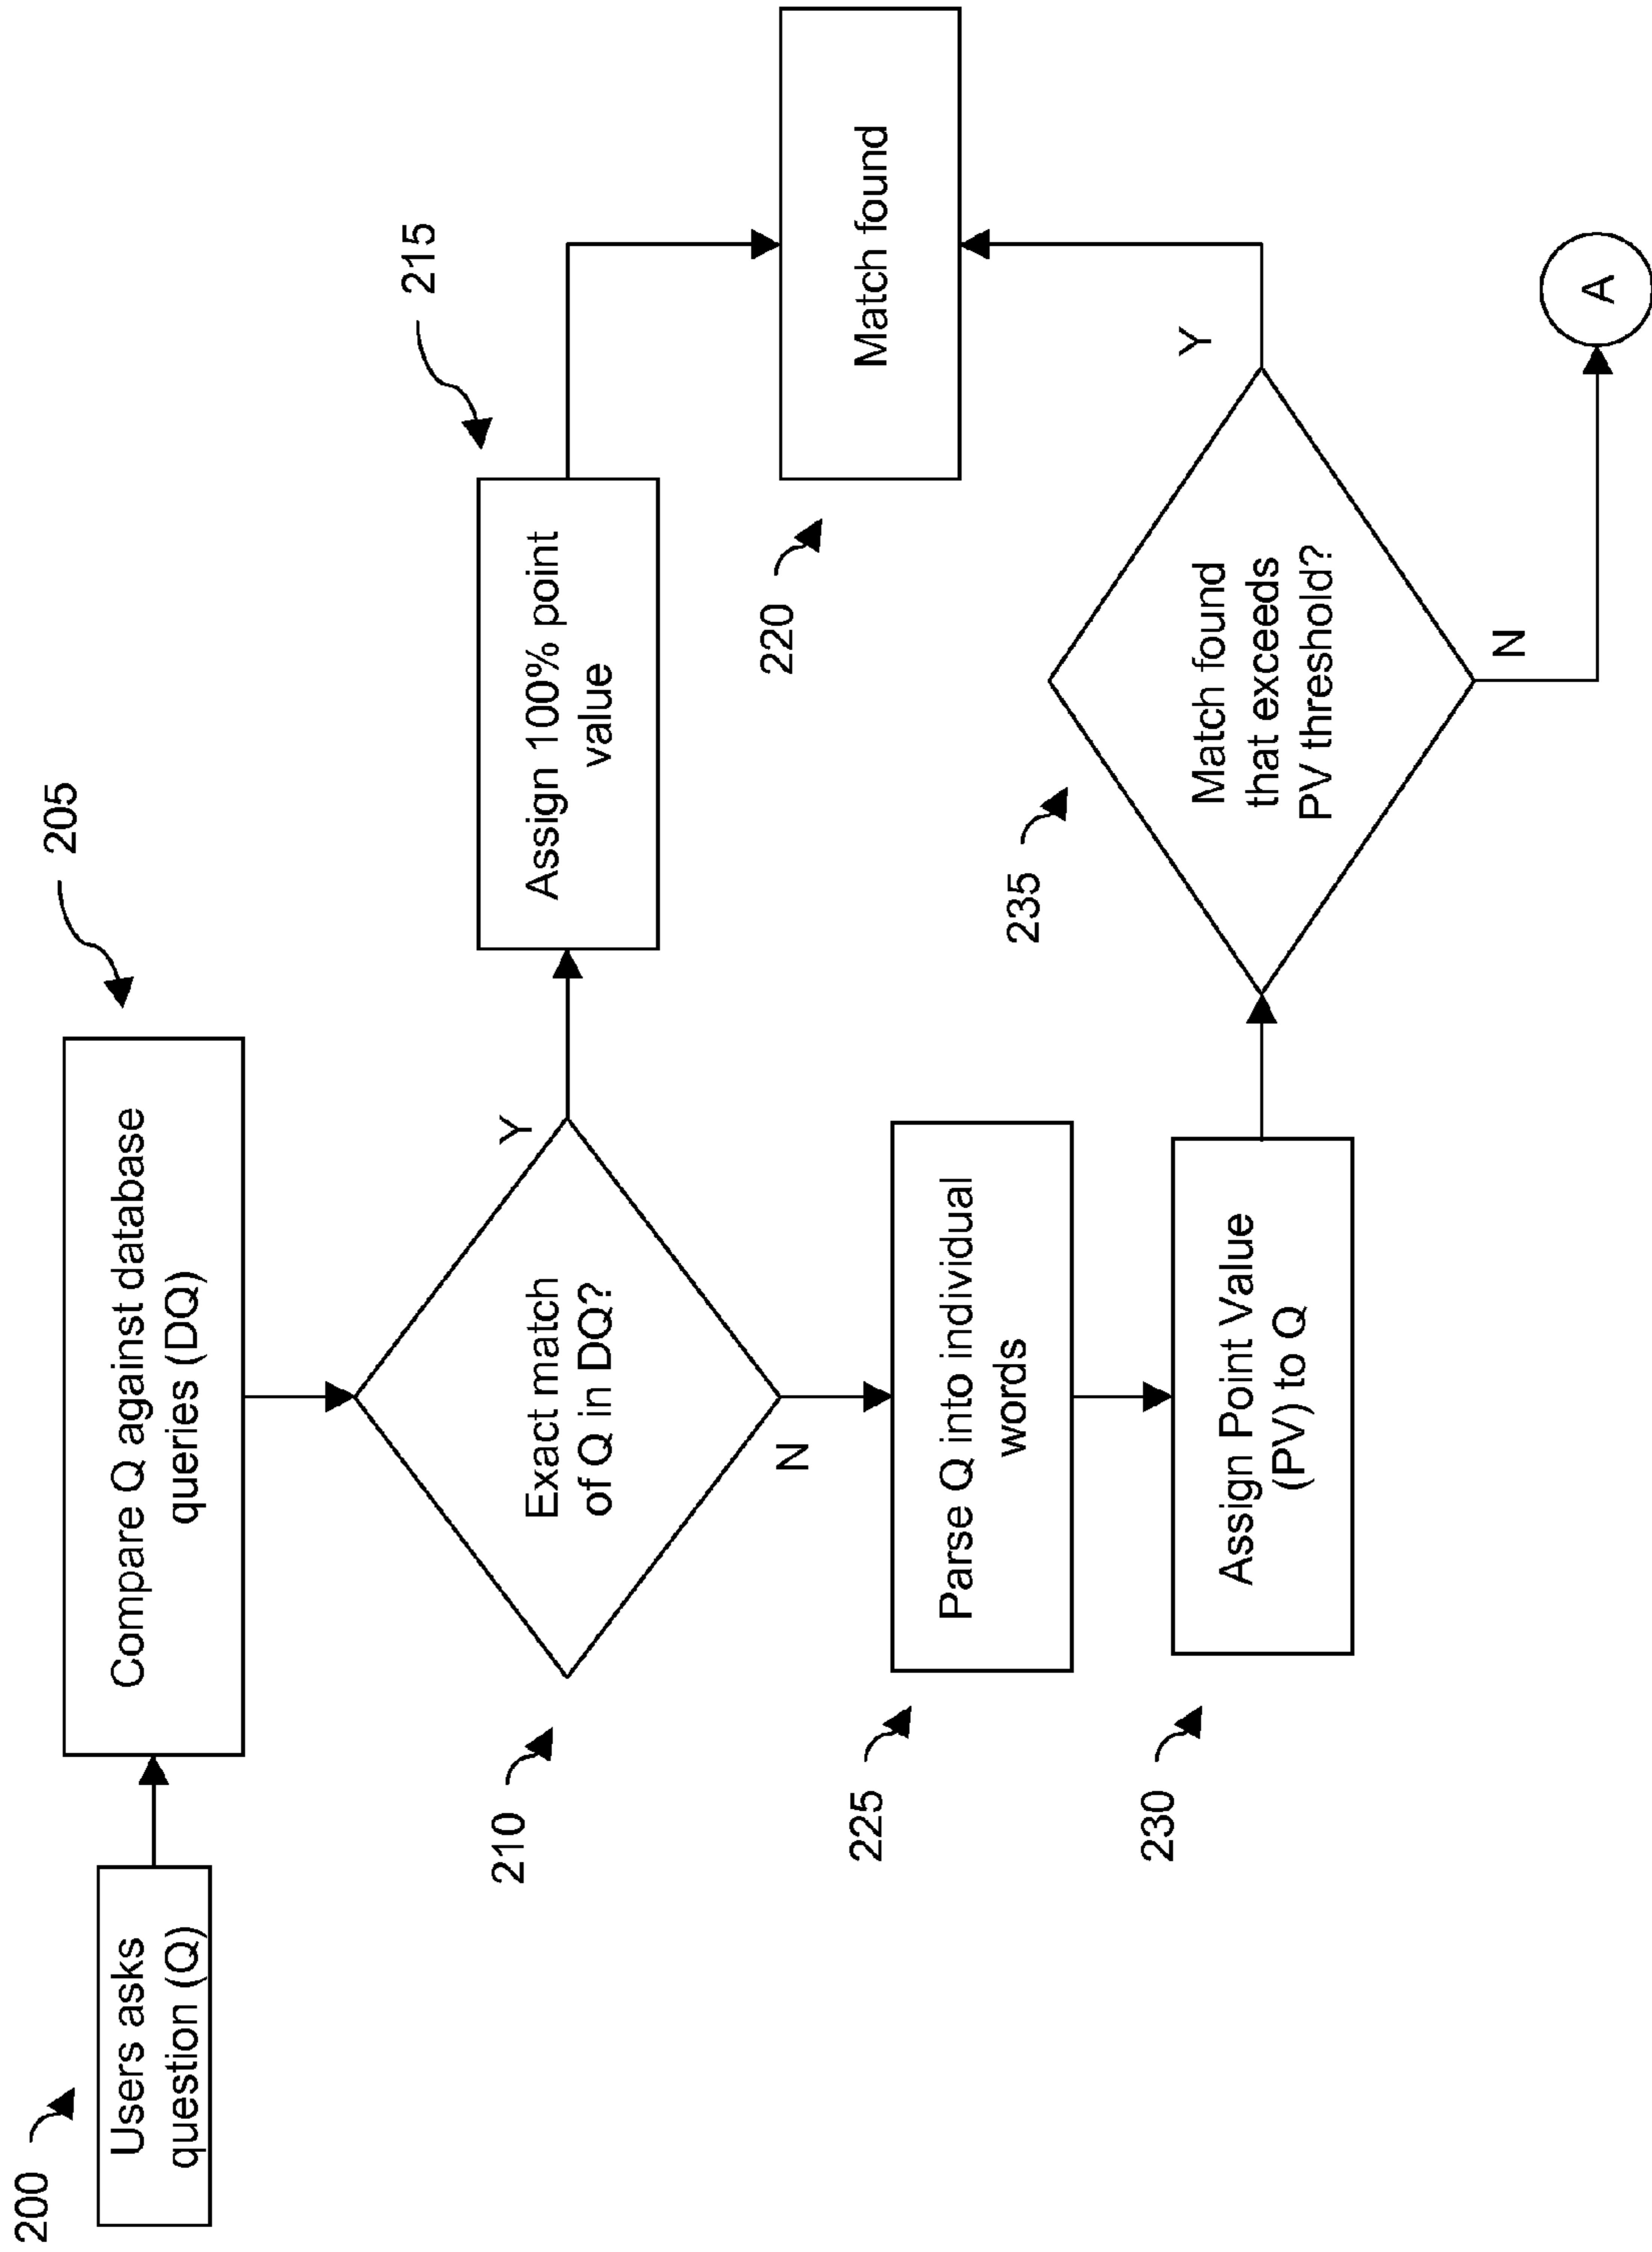 200
Users asks
question (Q)
205
Compare Q against database
queries (DQ)
210
Exact match
of Q in DQ?
Y
N
215
Assign 100% point
value
220
Match found
225
Parse Q into individual
words
230
Assign Point Value
(PV) to Q
235
Match found
that exceeds
PV threshold?
Y
N
A